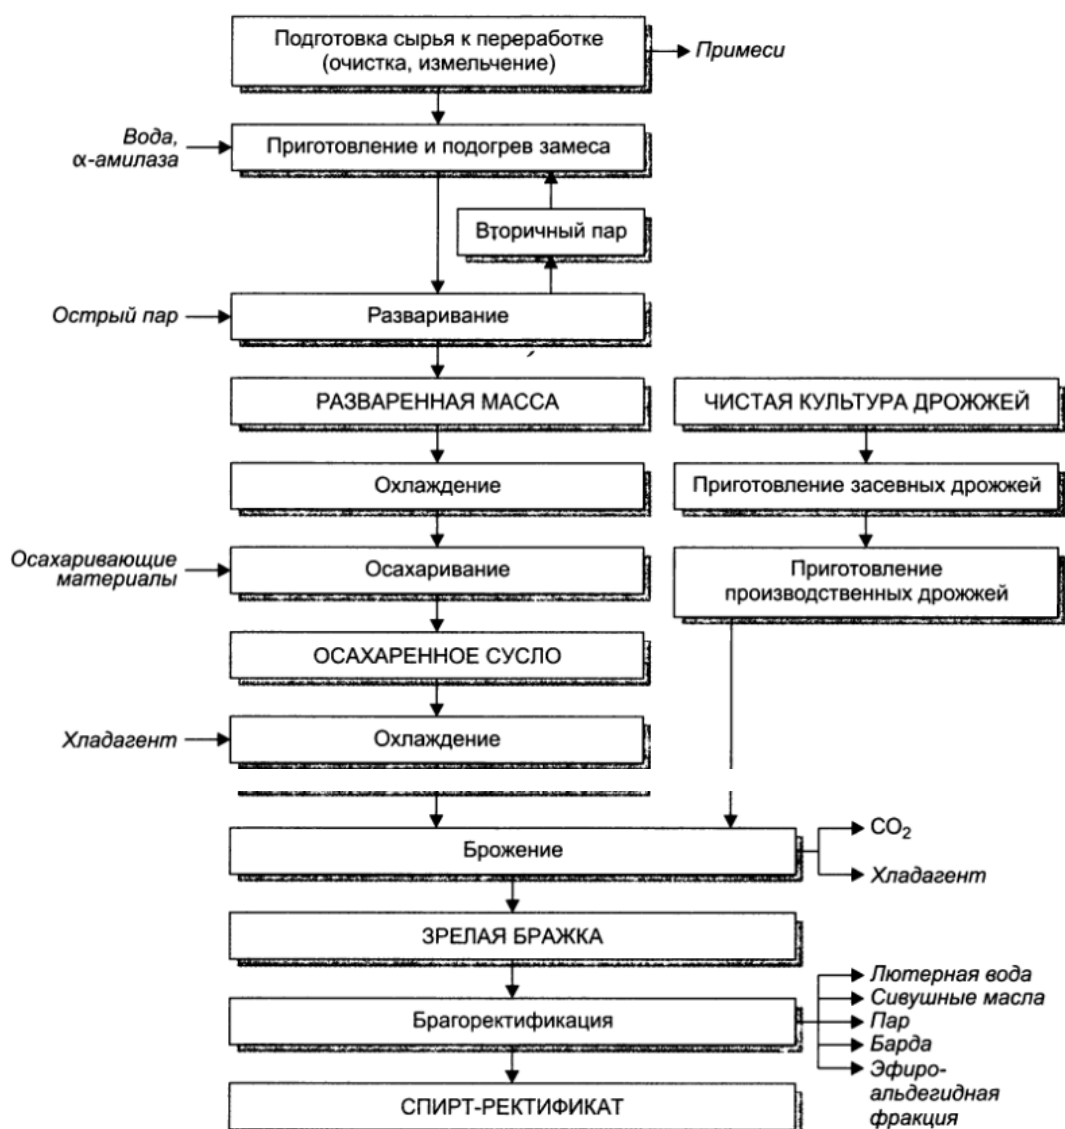 Подготовка сырья к переработке
(очистка, измельчение)
Примеси
Вода,
α-амилаза
Приготовление и подогрев замеса
Вторичный пар
Острый пар
Разваривание
РАЗВАРЕННАЯ МАССА
ЧИСТАЯ КУЛЬТУРА ДРОЖЖЕЙ
Охлаждение
Приготовление засевных дрожжей
Осахаривающие
материалы
Осахаривание
Приготовление
производственных дрожжей
ОСАХАРЕННОЕ СУСЛО
Хладагент
Охлаждение
Брожение
CO₂
Хладагент
ЗРЕЛАЯ БРАЖКА
Брагоректификация
Лютерная вода
Сивушные масла
Пар
Барда
Эфиро-
альдегидная
фракция
СПИРТ-РЕКТИФИКАТ